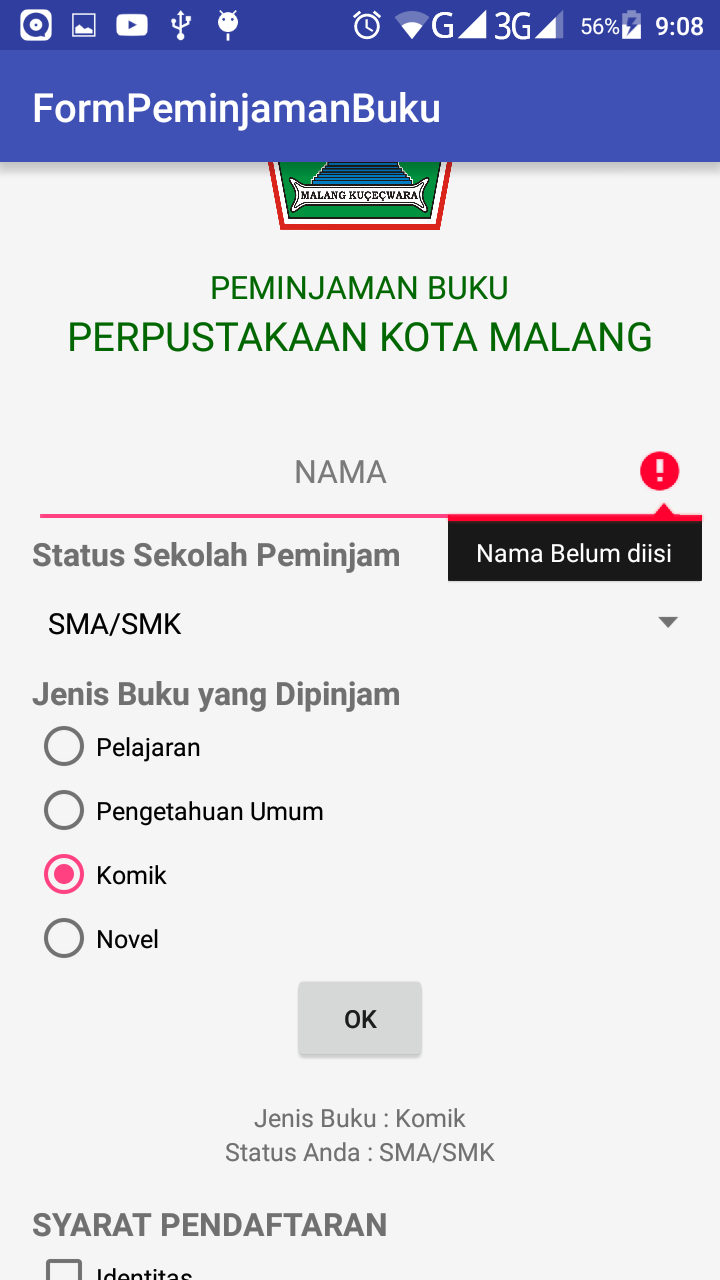 G 3G 56% 9:08
FormPeminjamanBuku
MALANG KUÇEÇWARA
PEMINJAMAN BUKU
PERPUSTAKAAN KOTA MALANG
NAMA
Nama Belum diisi
Status Sekolah Peminjam
SMA/SMK
Jenis Buku yang Dipinjam
Pelajaran
Pengetahuan Umum
Komik
Novel
OK
Jenis Buku : Komik
Status Anda : SMA/SMK
SYARAT PENDAFTARAN
Identitas